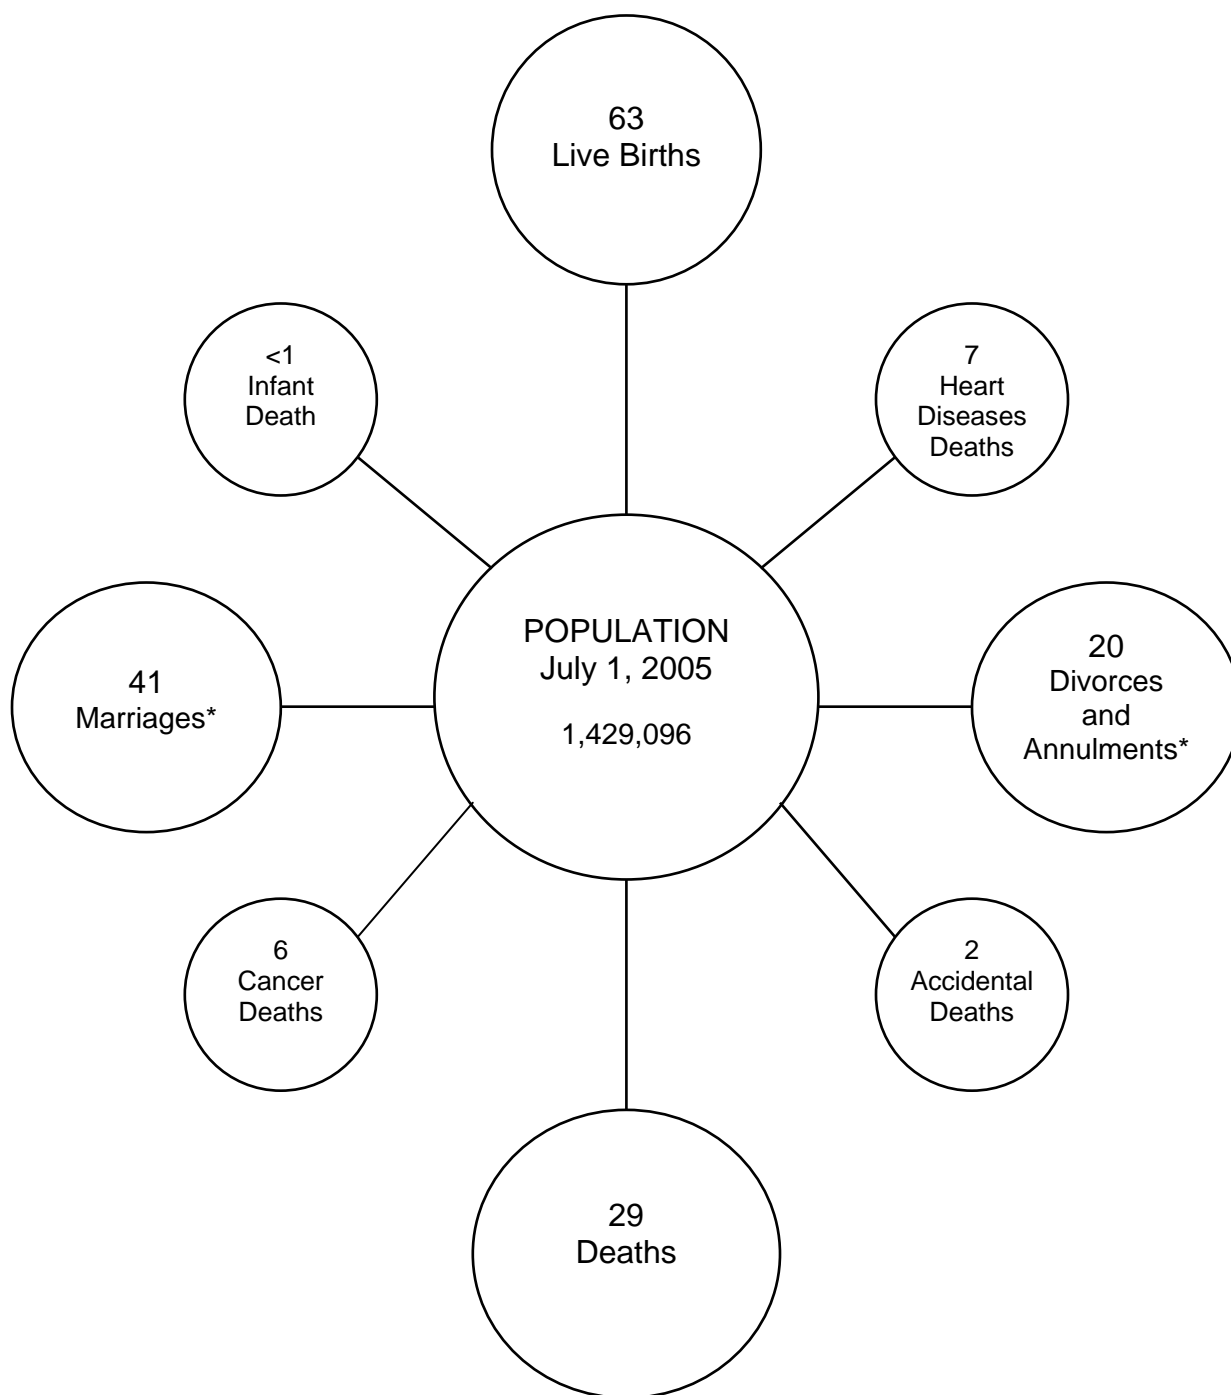 63
Live Births
<1
Infant
Death
7
Heart
Diseases
Deaths
POPULATION
July 1, 2005
1,429,096
41
Marriages*
20
Divorces
and
Annulments*
6
Cancer
Deaths
2
Accidental
Deaths
29
Deaths